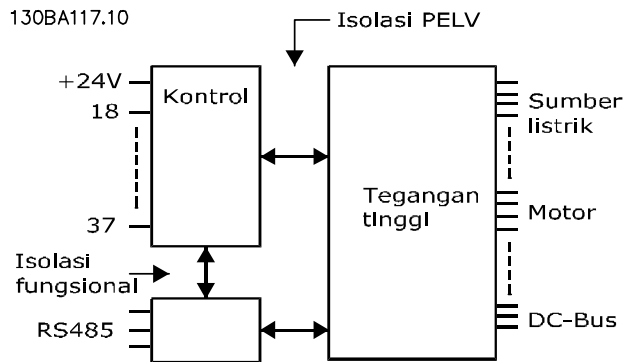 130BA117.10
Isolasi PELV
+24V
18
37
Kontrol
Tegangan
tInggI
Sumber
listrik
Motor
DC-Bus
Isolasi
fungsional
RS485